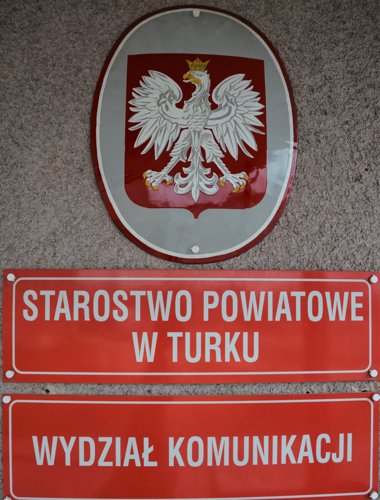 STAROSTWO POWIATOWE
W TURKU
WYDZIAŁ KOMUNIKACJI